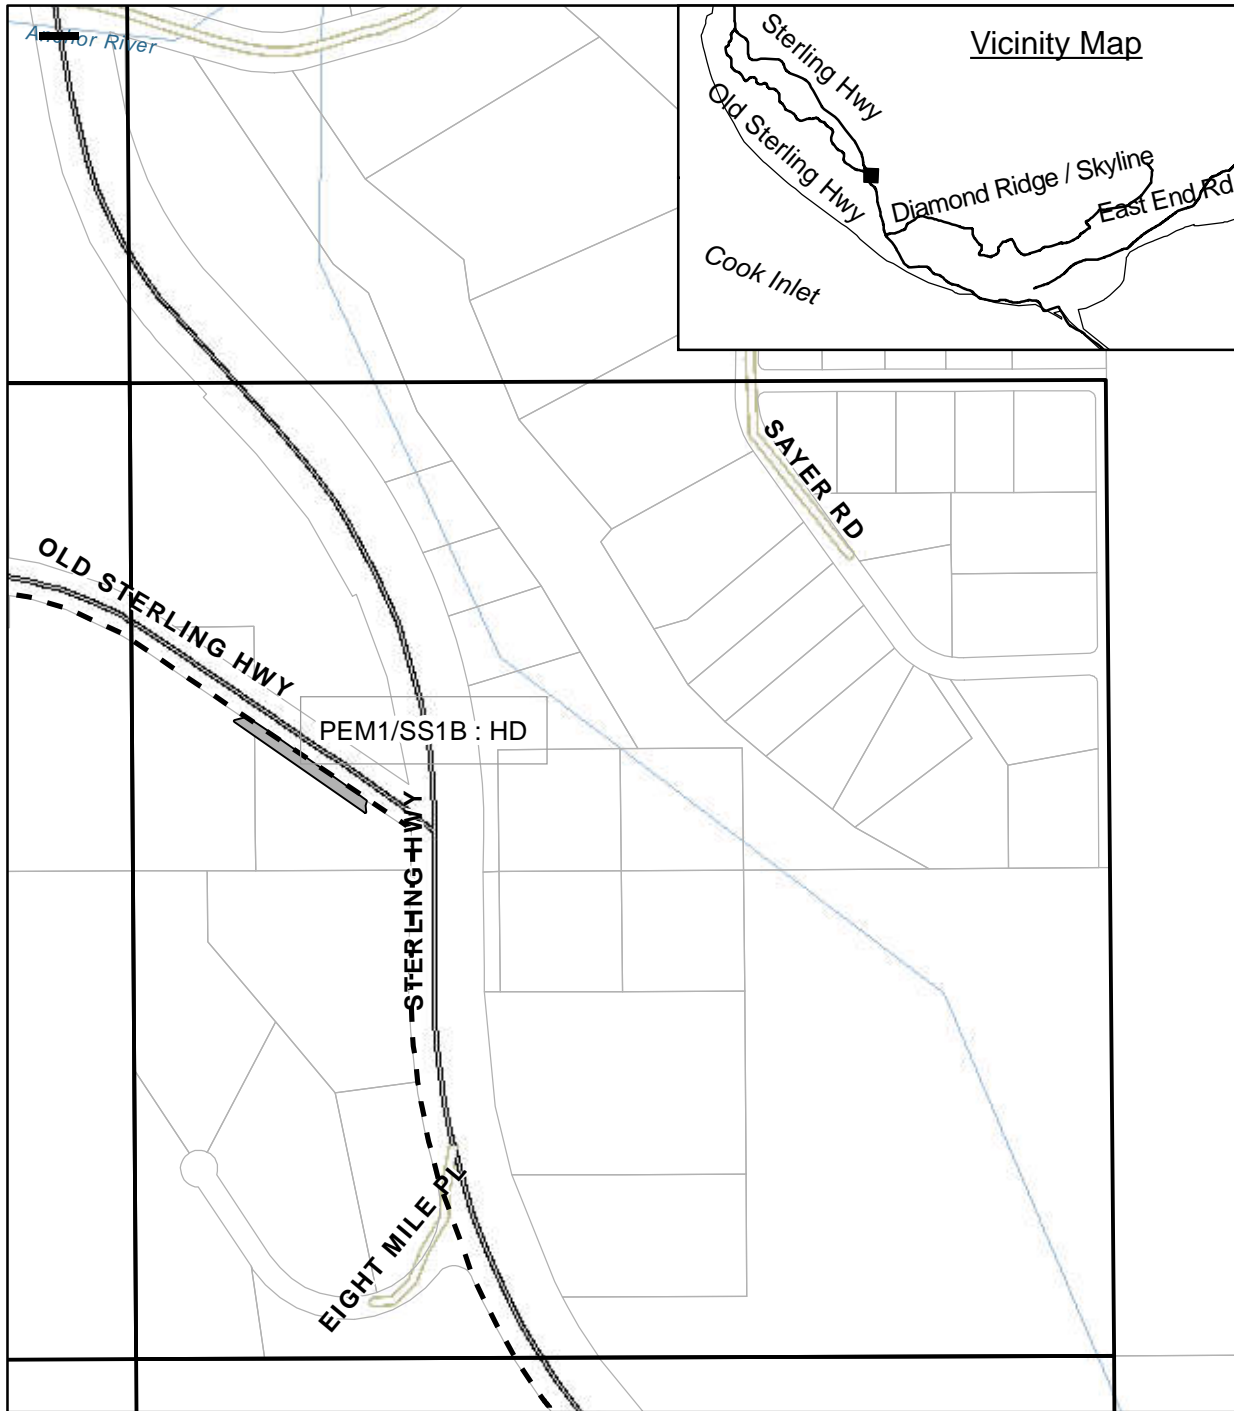 Anchor River
Vicinity Map
Sterling Hwy
Old Sterling Hwy
Diamond Ridge / Skyline
East End Rd
Cook Inlet
SAYER RD
OLD STERLING HWY
PEM1/SS1B : HD
STERLING HWY
EIGHT MILE PL